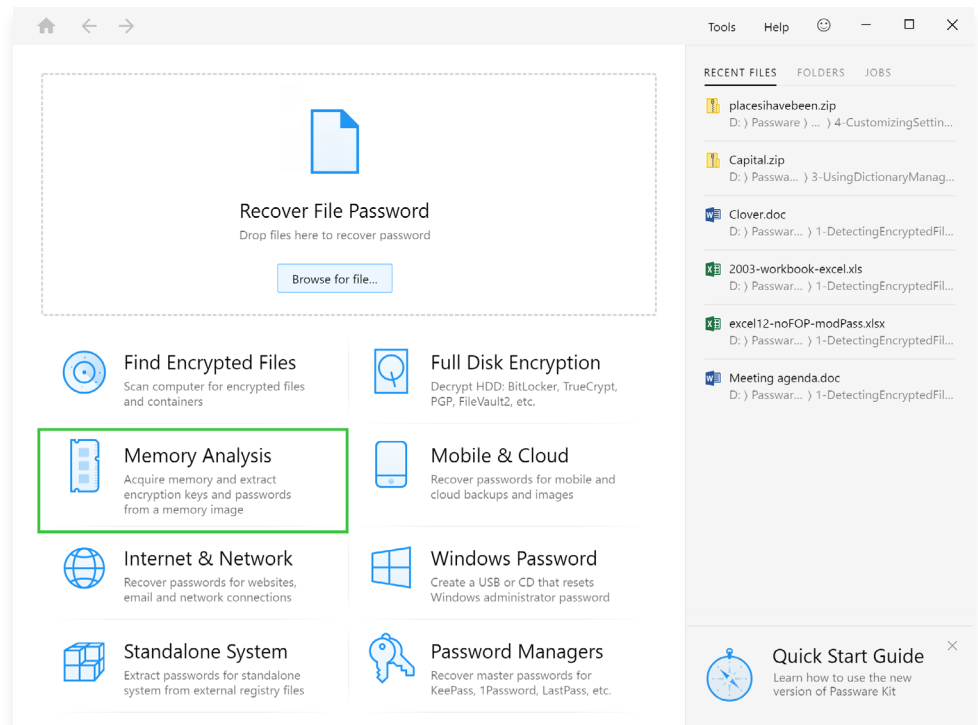 Tools Help
RECENT FILES FOLDERS JOBS
placesihavebeen.zip
D: ⟩ Passware ⟩ ... ⟩ 4-CustomizingSettin...
Capital.zip
D: ⟩ Passwa... ⟩ 3-UsingDictionaryManag...
Clover.doc
D: ⟩ Passwar... ⟩ 1-DetectingEncryptedFil...
2003-workbook-excel.xls
D: ⟩ Passwar... ⟩ 1-DetectingEncryptedFil...
excel12-noFOP-modPass.xlsx
D: ⟩ Passwar... ⟩ 1-DetectingEncryptedFil...
Meeting agenda.doc
D: ⟩ Passwar... ⟩ 1-DetectingEncryptedFil...
Recover File Password
Drop files here to recover password
Browse for file...
Find Encrypted Files
Scan computer for encrypted files
and containers
Full Disk Encryption
Decrypt HDD: BitLocker, TrueCrypt,
PGP, FileVault2, etc.
Memory Analysis
Acquire memory and extract
encryption keys and passwords
from a memory image
Mobile & Cloud
Recover passwords for mobile and
cloud backups and images
Internet & Network
Recover passwords for websites,
email and network connections
Windows Password
Create a USB or CD that resets
Windows administrator password
Standalone System
Extract passwords for standalone
system from external registry files
Password Managers
Recover master passwords for
KeePass, 1Password, LastPass, etc.
Quick Start Guide
Learn how to use the new
version of Passware Kit